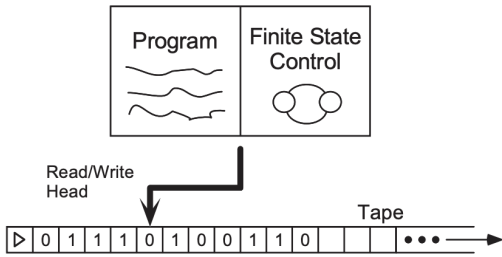 Program
Finite State
Control
Read/Write
Head
Tape
0 1 1 1 0 1 0 0 1 1 0